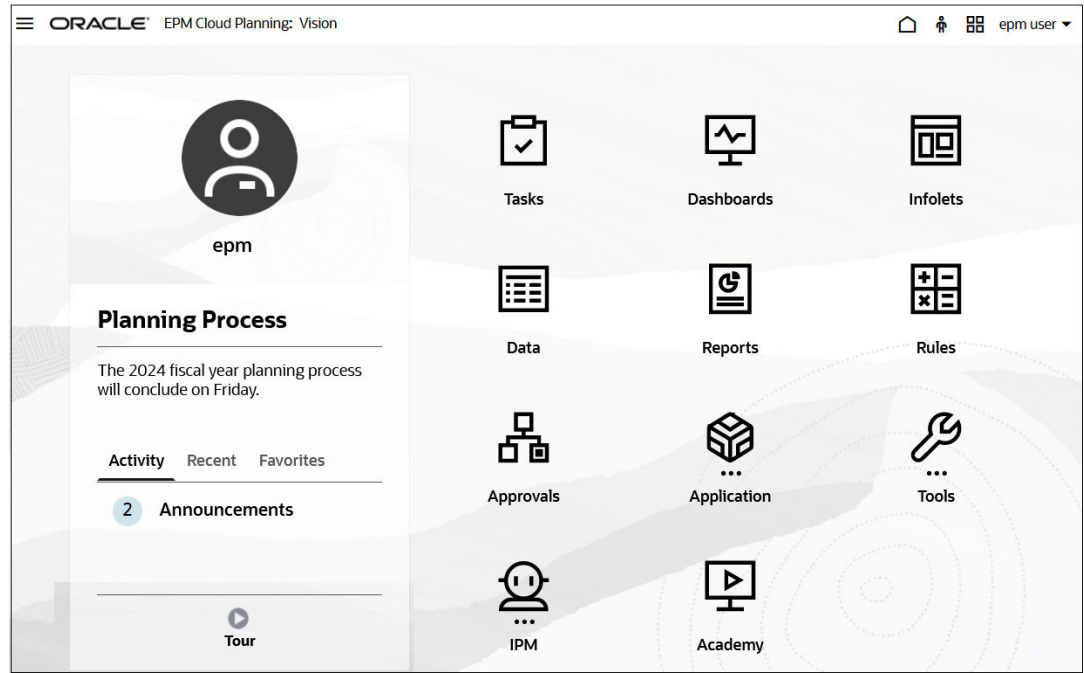 ORACLE EPM Cloud Planning: Vision
epm user
epm
Planning Process
The 2024 fiscal year planning process
will conclude on Friday.
Activity Recent Favorites
2 Announcements
Tour
Tasks Dashboards Infolets
Data Reports Rules
Approvals Application Tools
IPM Academy